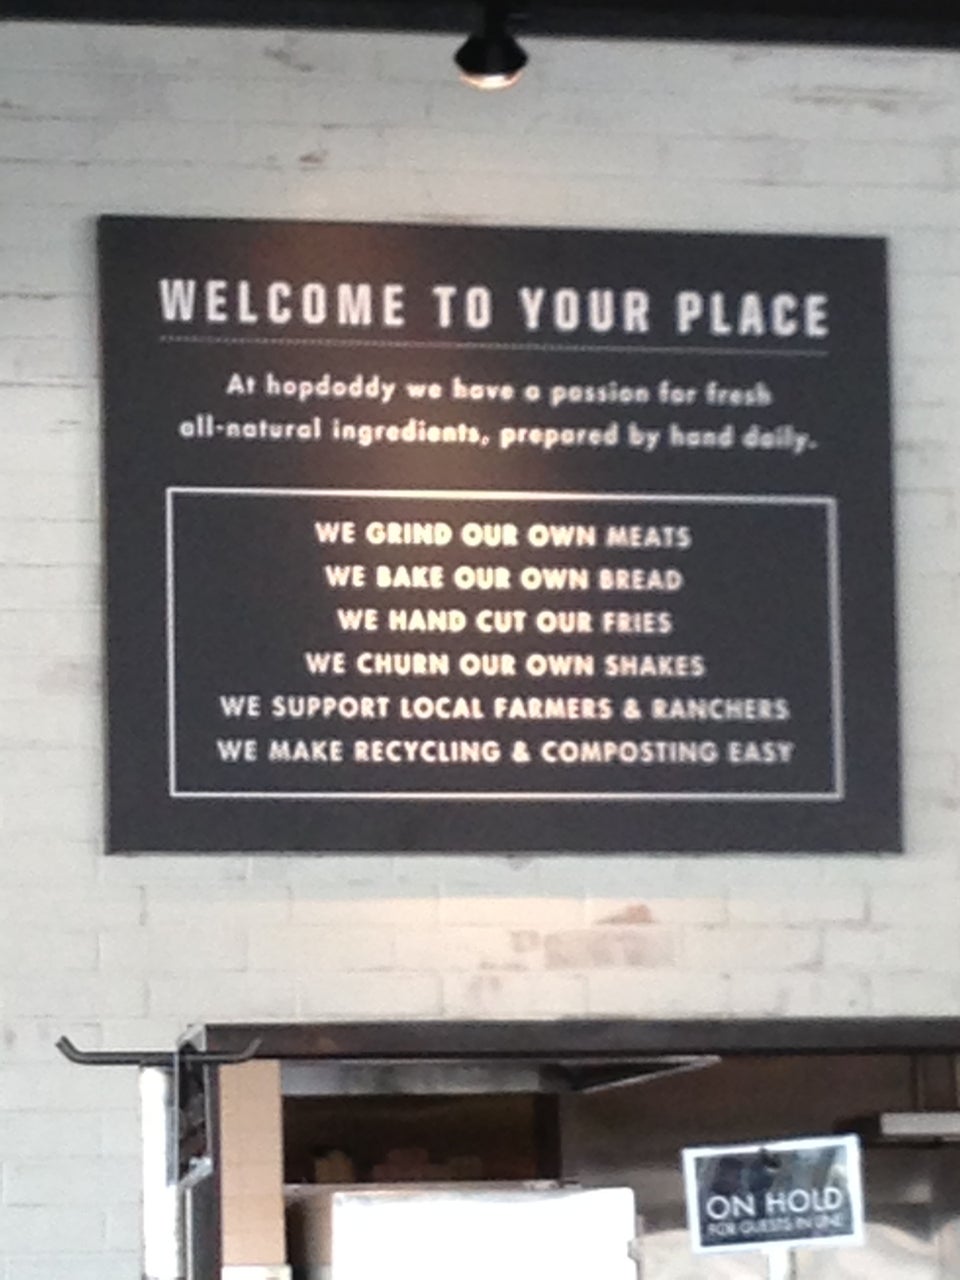 WELCOME TO YOUR PLACE
At hopdoddy we have a passion for fresh
all-natural ingredients, prepared by hand daily.
WE GRIND OUR OWN MEATS
WE BAKE OUR OWN BREAD
WE HAND CUT OUR FRIES
WE CHURN OUR OWN SHAKES
WE SUPPORT LOCAL FARMERS & RANCHERS
WE MAKE RECYCLING & COMPOSTING EASY
ON HOLD
FOR GUESTS IN LINE